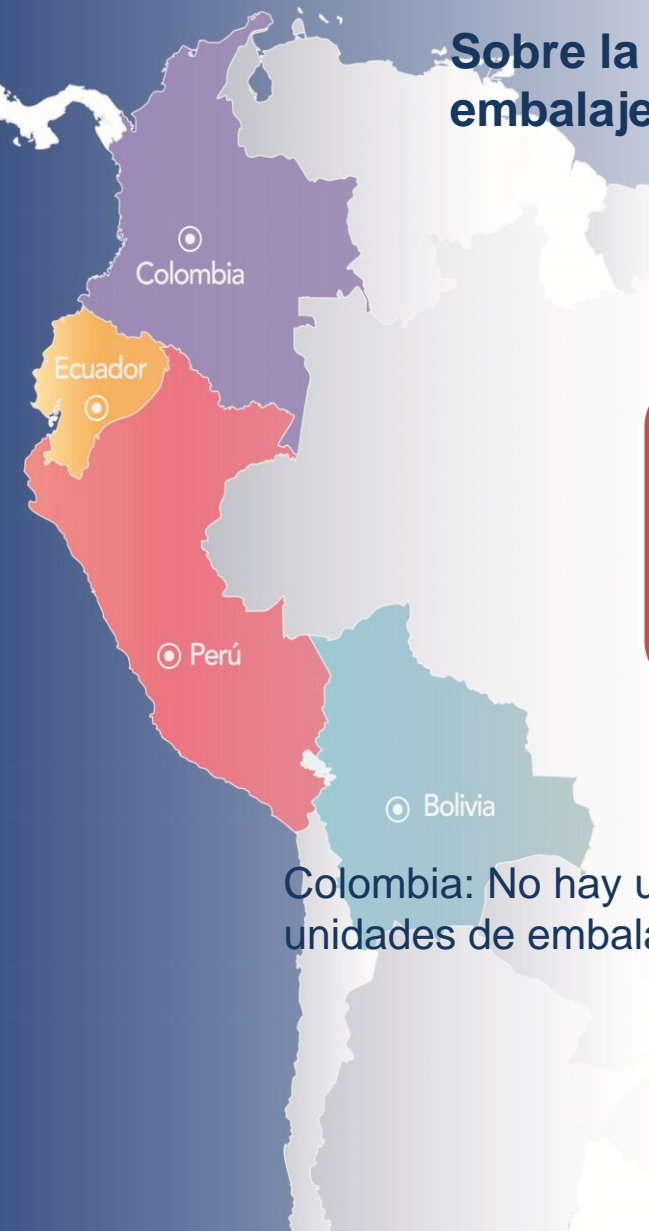 Sobre la
embalaje
Colombia
Ecuador
Perú
Bolivia
Colombia: No hay u
unidades de embala